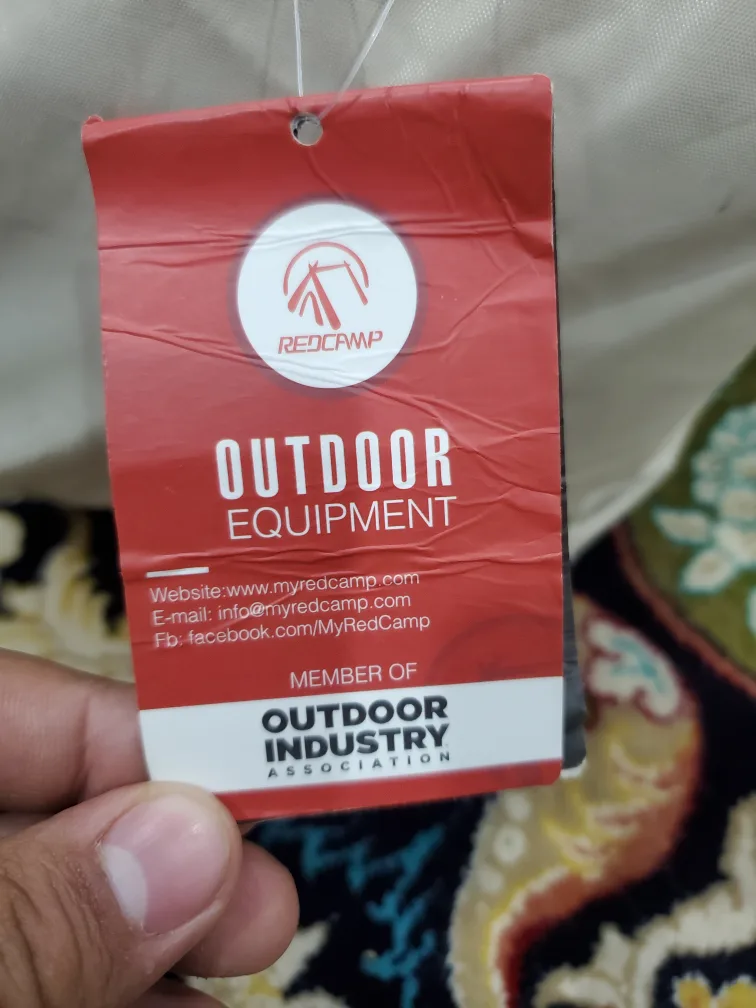 REDCAMP
OUTDOOR
EQUIPMENT
Website:www.myredcamp.com
E-mail: info@myredcamp.com
Fb: facebook.com/MyRedCamp
MEMBER OF
OUTDOOR
INDUSTRY
ASSOCIATION